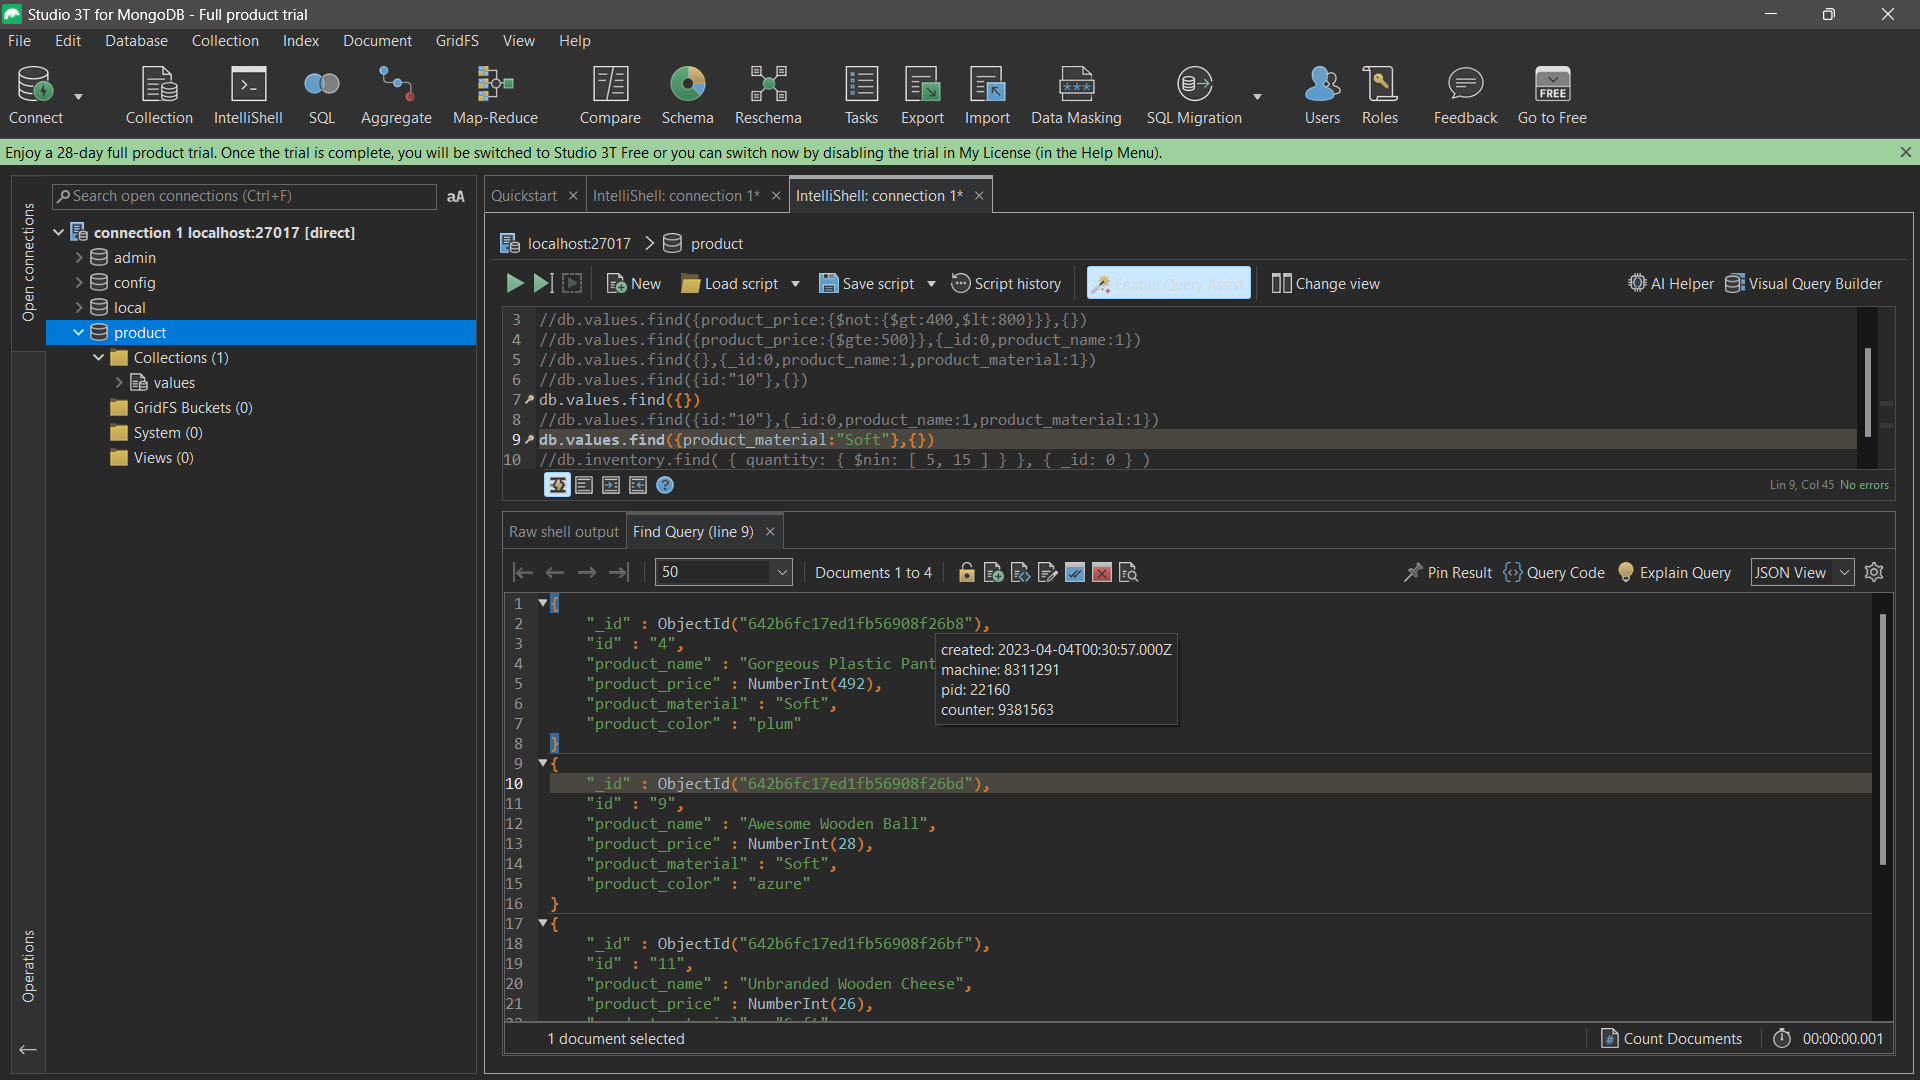 Studio 3T for MongoDB - Full product trial
File Edit Database Collection Index Document GridFS View Help
Connect Collection IntelliShell SQL Aggregate Map-Reduce Compare Schema Reschema Tasks Export Import Data Masking SQL Migration Users Roles Feedback FREE Go to Free
Enjoy a 28-day full product trial. Once the trial is complete, you will be switched to Studio 3T Free or you can switch now by disabling the trial in My License (in the Help Menu).
Open connections
Search open connections (Ctrl+F) aA
connection 1 localhost:27017 [direct]
admin
config
local
product
Collections (1)
values
GridFS Buckets (0)
System (0)
Views (0)
Operations
Quickstart IntelliShell: connection 1* IntelliShell: connection 1*
localhost:27017 product
New Load script Save script Script history Enable Query Assist Change view AI Helper Visual Query Builder
3 //db.values.find({product_price:{$not:{$gt:400,$lt:800}}},{})
4 //db.values.find({product_price:{$gte:500}},{_id:0,product_name:1})
5 //db.values.find({},{_id:0,product_name:1,product_material:1})
6 //db.values.find({id:"10"},{})
7 db.values.find({})
8 //db.values.find({id:"10"},{_id:0,product_name:1,product_material:1})
9 db.values.find({product_material:"Soft"},{})
10 //db.inventory.find( { quantity: { $nin: [ 5, 15 ] } }, { _id: 0 } )
Lin 9, Col 45 No errors
Raw shell output Find Query (line 9)
50 Documents 1 to 4 Pin Result Query Code Explain Query JSON View
1 {
2 "_id" : ObjectId("642b6fc17ed1fb56908f26b8"),
3 "id" : "4",
4 "product_name" : "Gorgeous Plastic Pant
5 "product_price" : NumberInt(492),
6 "product_material" : "Soft",
7 "product_color" : "plum"
8 }
created: 2023-04-04T00:30:57.000Z
machine: 8311291
pid: 22160
counter: 9381563
9 {
10 "_id" : ObjectId("642b6fc17ed1fb56908f26bd"),
11 "id" : "9",
12 "product_name" : "Awesome Wooden Ball",
13 "product_price" : NumberInt(28),
14 "product_material" : "Soft",
15 "product_color" : "azure"
16 }
17 {
18 "_id" : ObjectId("642b6fc17ed1fb56908f26bf"),
19 "id" : "11",
20 "product_name" : "Unbranded Wooden Cheese",
21 "product_price" : NumberInt(26),
1 document selected Count Documents 00:00:00.001